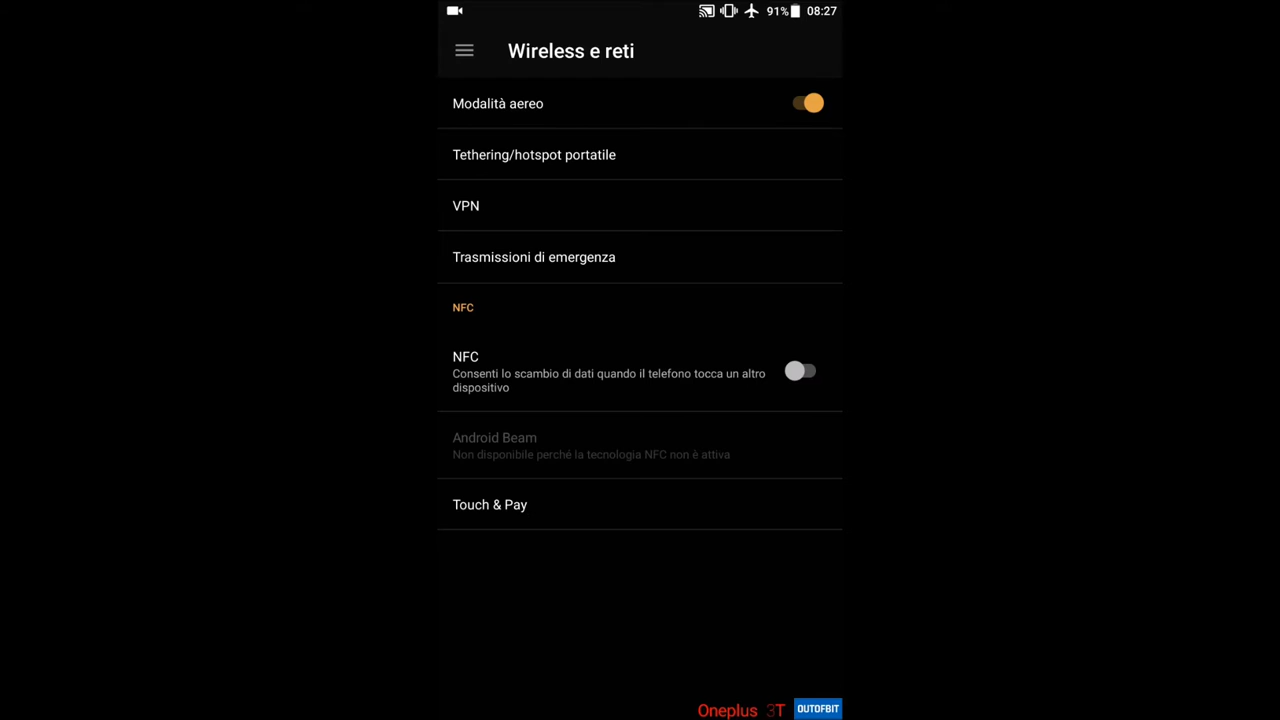 91% 08:27
Wireless e reti
Modalità aereo
Tethering/hotspot portatile
VPN
Trasmissioni di emergenza
NFC
NFC
Consenti lo scambio di dati quando il telefono tocca un altro
dispositivo
Android Beam
Non disponibile perché la tecnologia NFC non è attiva
Touch & Pay
Oneplus 3T OUTOFBIT